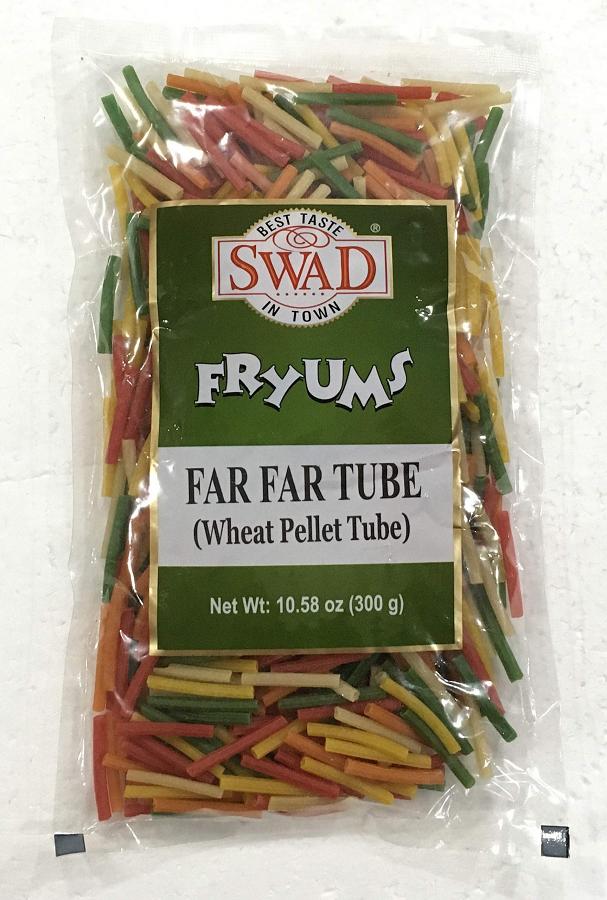 BEST TASTE
®
SWAD
IN TOWN
FRYUMS
FAR FAR TUBE
(Wheat Pellet Tube)
Net Wt: 10.58 oz (300 g)